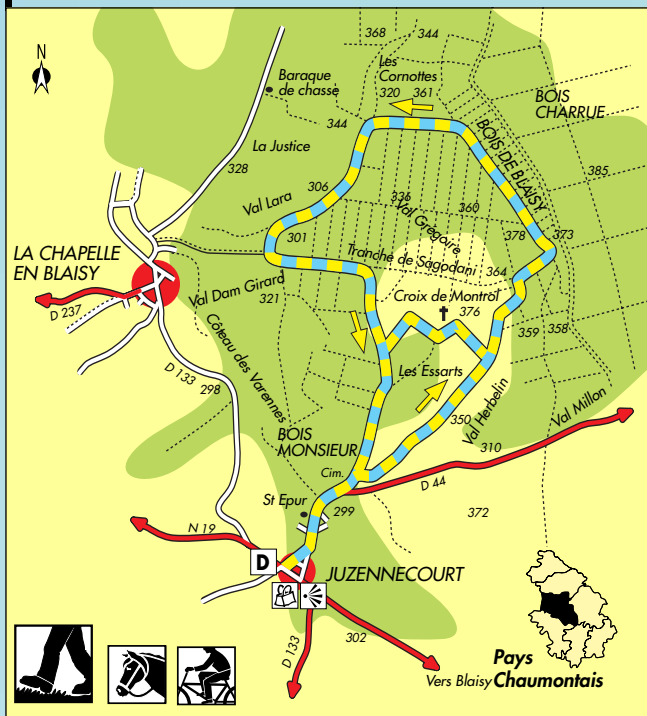 N
368
344
Les
Cornottes
320
361
Baraque
de chasse
BOIS
CHARRUE
344
BOIS DE BLAISY
La Justice
328
385
306
336
Val Lara
Val Grégoire
360
301
378
373
Tranche de Sagodani
364
LA CHAPELLE
EN BLAISY
Val Dam Girard
321
Croix de Montrol
376
D 237
359
358
Côteau des Varennes
D 133
298
Les Essarts
350
Val Herbelin
Val Millon
BOIS
MONSIEUR
310
Cim.
D 44
St Epur
299
372
N 19
D
JUZENNECOURT
D 133
302
Vers Blaisy
Pays
Chaumontais